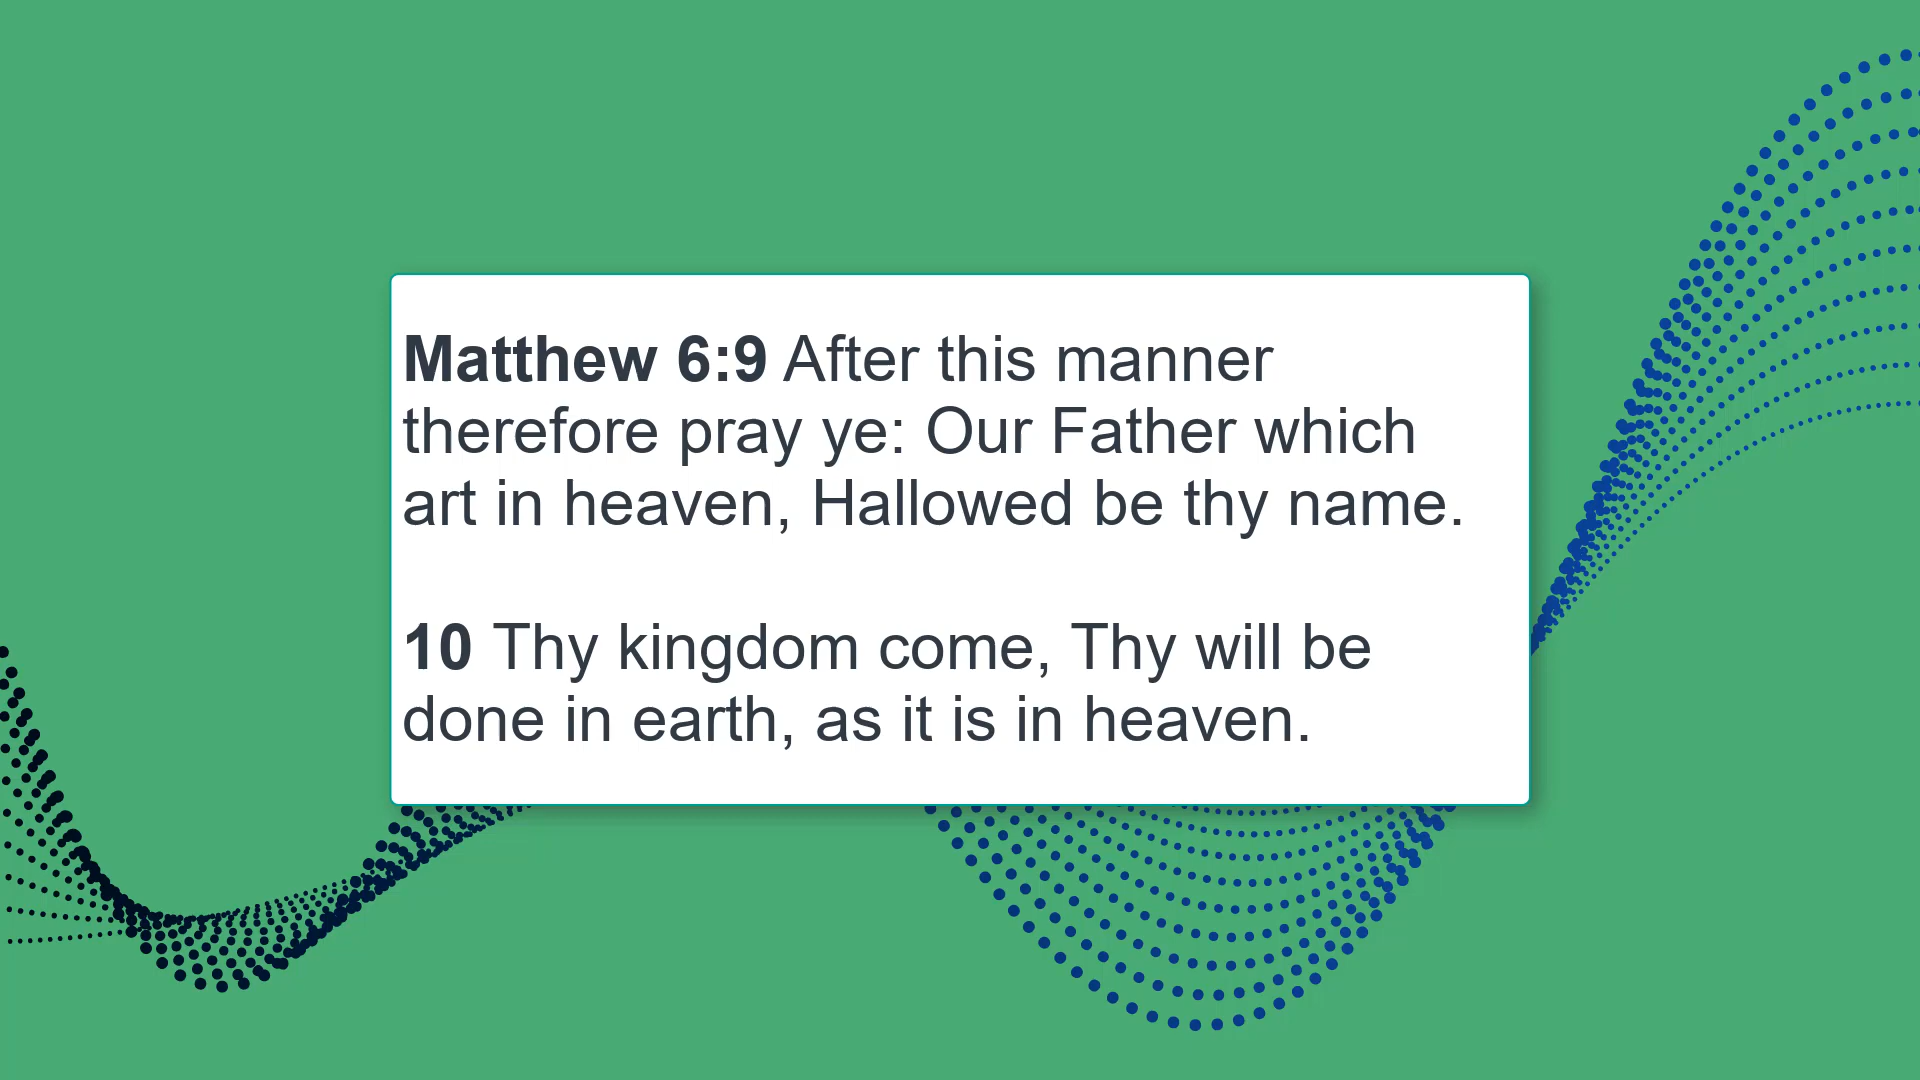 Matthew 6:9 After this manner
therefore pray ye: Our Father which
art in heaven, Hallowed be thy name.
10 Thy kingdom come, Thy will be
done in earth, as it is in heaven.